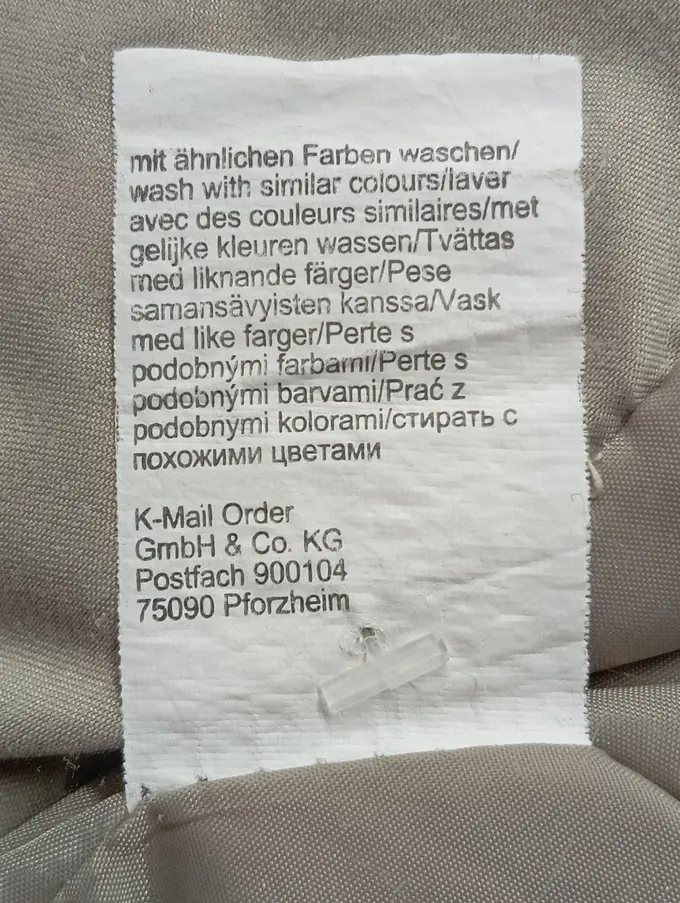 mit ähnlichen Farben waschen/
wash with similar colours/laver
avec des couleurs similaires/met
gelijke kleuren wassen/Tvättas
med liknande färger/Pese
samansävyisten kanssa/Vask
med like farger/Perte s
podobnými farbami/Perte s
podobnými barvami/Prać z
podobnymi kolorami/стирать с
похожими цветами
K-Mail Order
GmbH & Co. KG
Postfach 900104
75090 Pforzheim